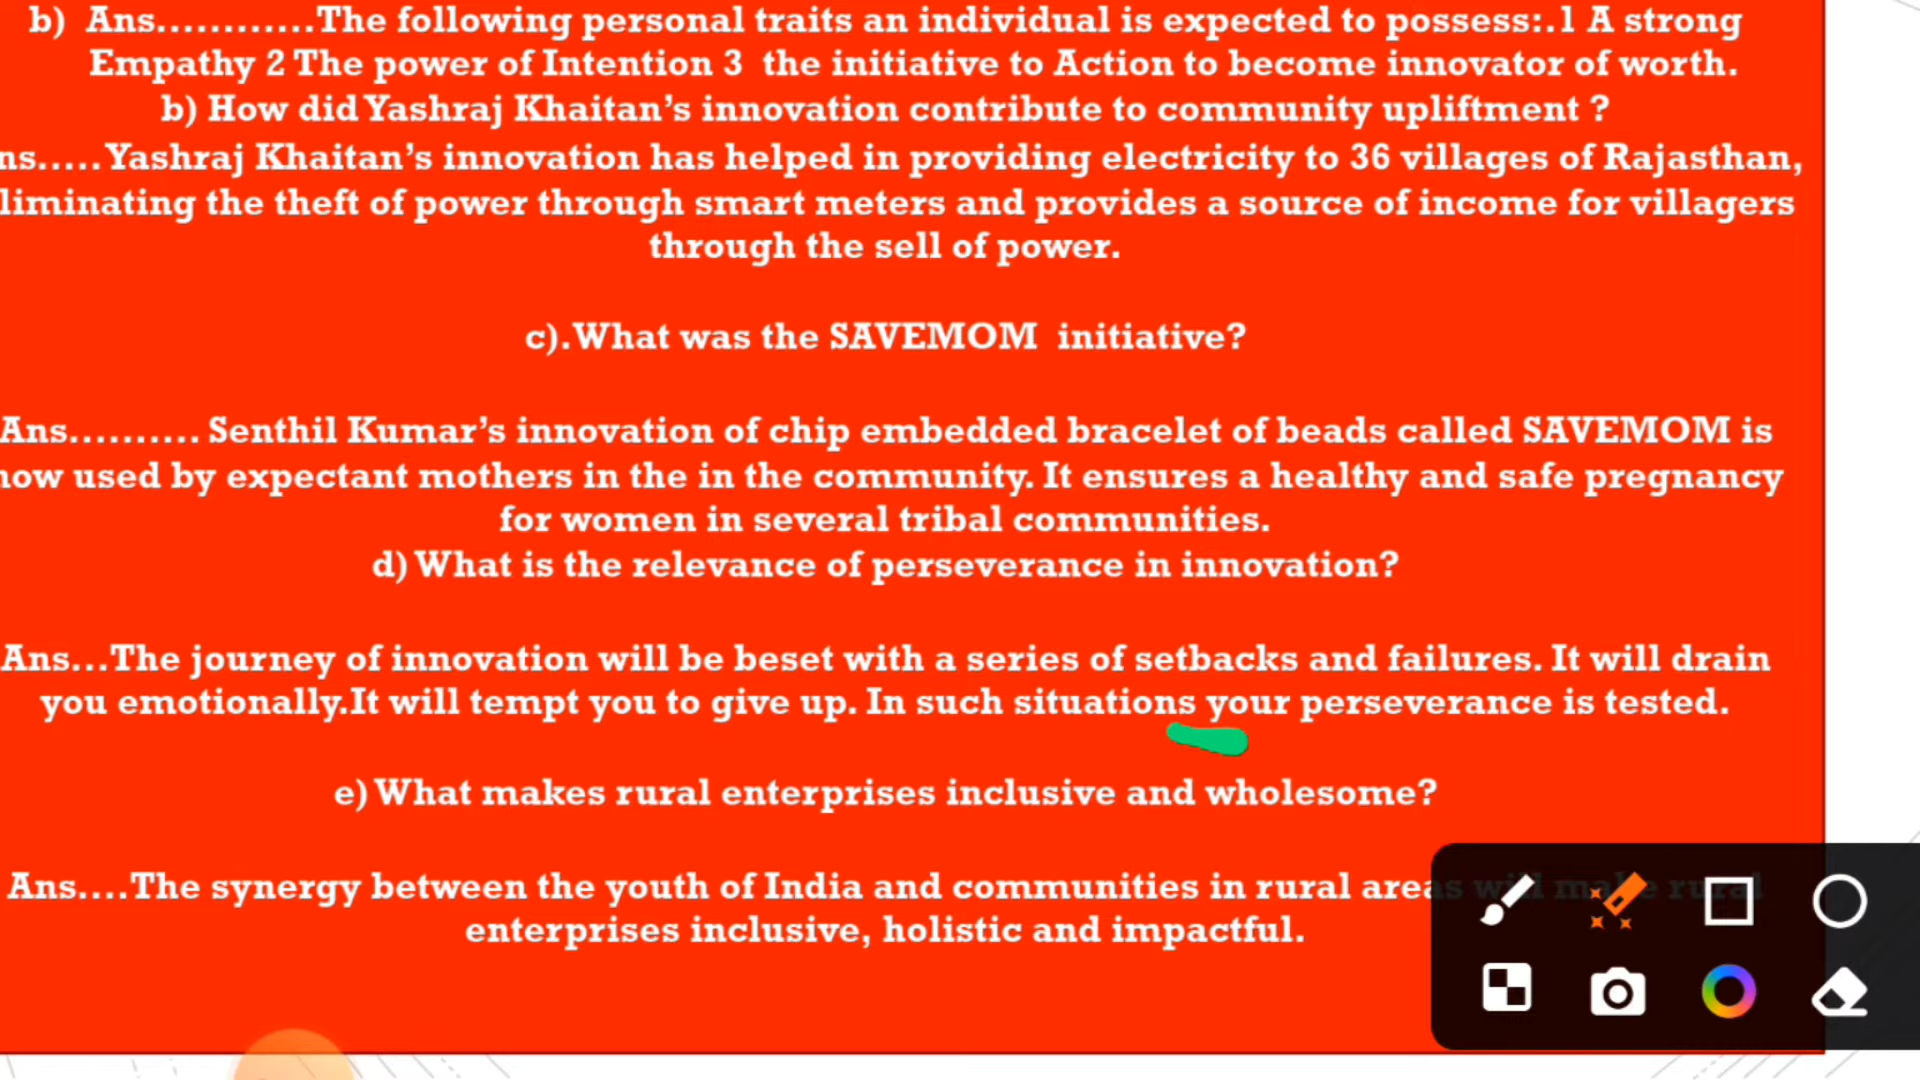 b) Ans............The following personal traits an individual is expected to possess:.1 A strong
Empathy 2 The power of Intention 3 the initiative to Action to become innovator of worth.
b) How did Yashraj Khaitan's innovation contribute to community upliftment ?
ns.....Yashraj Khaitan's innovation has helped in providing electricity to 36 villages of Rajasthan,
liminating the theft of power through smart meters and provides a source of income for villagers
through the sell of power.
c).What was the SAVEMOM initiative?
Ans.......... Senthil Kumar's innovation of chip embedded bracelet of beads called SAVEMOM is
now used by expectant mothers in the in the community. It ensures a healthy and safe pregnancy
for women in several tribal communities.
d) What is the relevance of perseverance in innovation?
Ans...The journey of innovation will be beset with a series of setbacks and failures. It will drain
you emotionally.It will tempt you to give up. In such situations your perseverance is tested.
e) What makes rural enterprises inclusive and wholesome?
Ans....The synergy between the youth of India and communities in rural areas will make rural
enterprises inclusive, holistic and impactful.